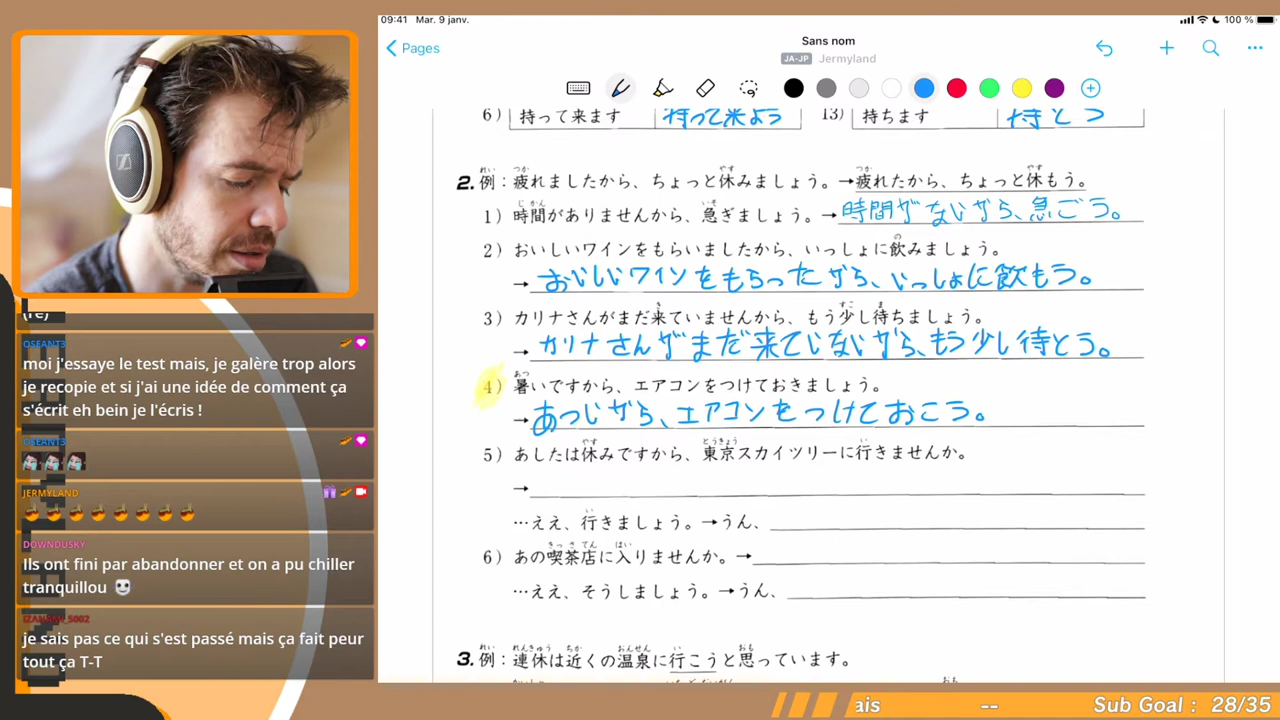 09:41 Mar. 9 janv.
100 %
Pages
Sans nom
JA-JP Jermyland
6) 持って来ます 持って来よう 13) 持ちます 待とう
2. 例：疲れましたから、ちょっと休みましょう。→疲れたから、ちょっと休もう。
1) 時間がありませんから、急ぎましょう。→時間がないがら、急ごう。
2) おいしいワインをもらいましたから、いっしょに飲みましょう。
→おいしいワインをもらったがら、いっしょに飲もう。
3) カリナさんがまだ来ていませんから、もう少し待ちましょう。
→カリナさんがまだ来ていないがら、もう少し待とう。
4) 暑いですから、エアコンをつけておきましょう。
→あついがら、エアコンをつけておこう。
5) あしたは休みですから、東京スカイツリーに行きませんか。
→
…ええ、行きましょう。→うん、
6) あの喫茶店に入りませんか。→
…ええ、そうしましょう。→うん、
3. 例：連休は近くの温泉に行こうと思っています。
(re)
OSEANT3
moi j'essaye le test mais, je galère trop alors
je recopie et si j'ai une idée de comment ça
s'écrit eh bein je l'écris !
OSEANT3
JERMYLAND
DOWNDUSKY
Ils ont fini par abandonner et on a pu chiller
tranquillou
je sais pas ce qui s'est passé mais ça fait peur
tout ça T-T
ais -- Sub Goal : 28/35